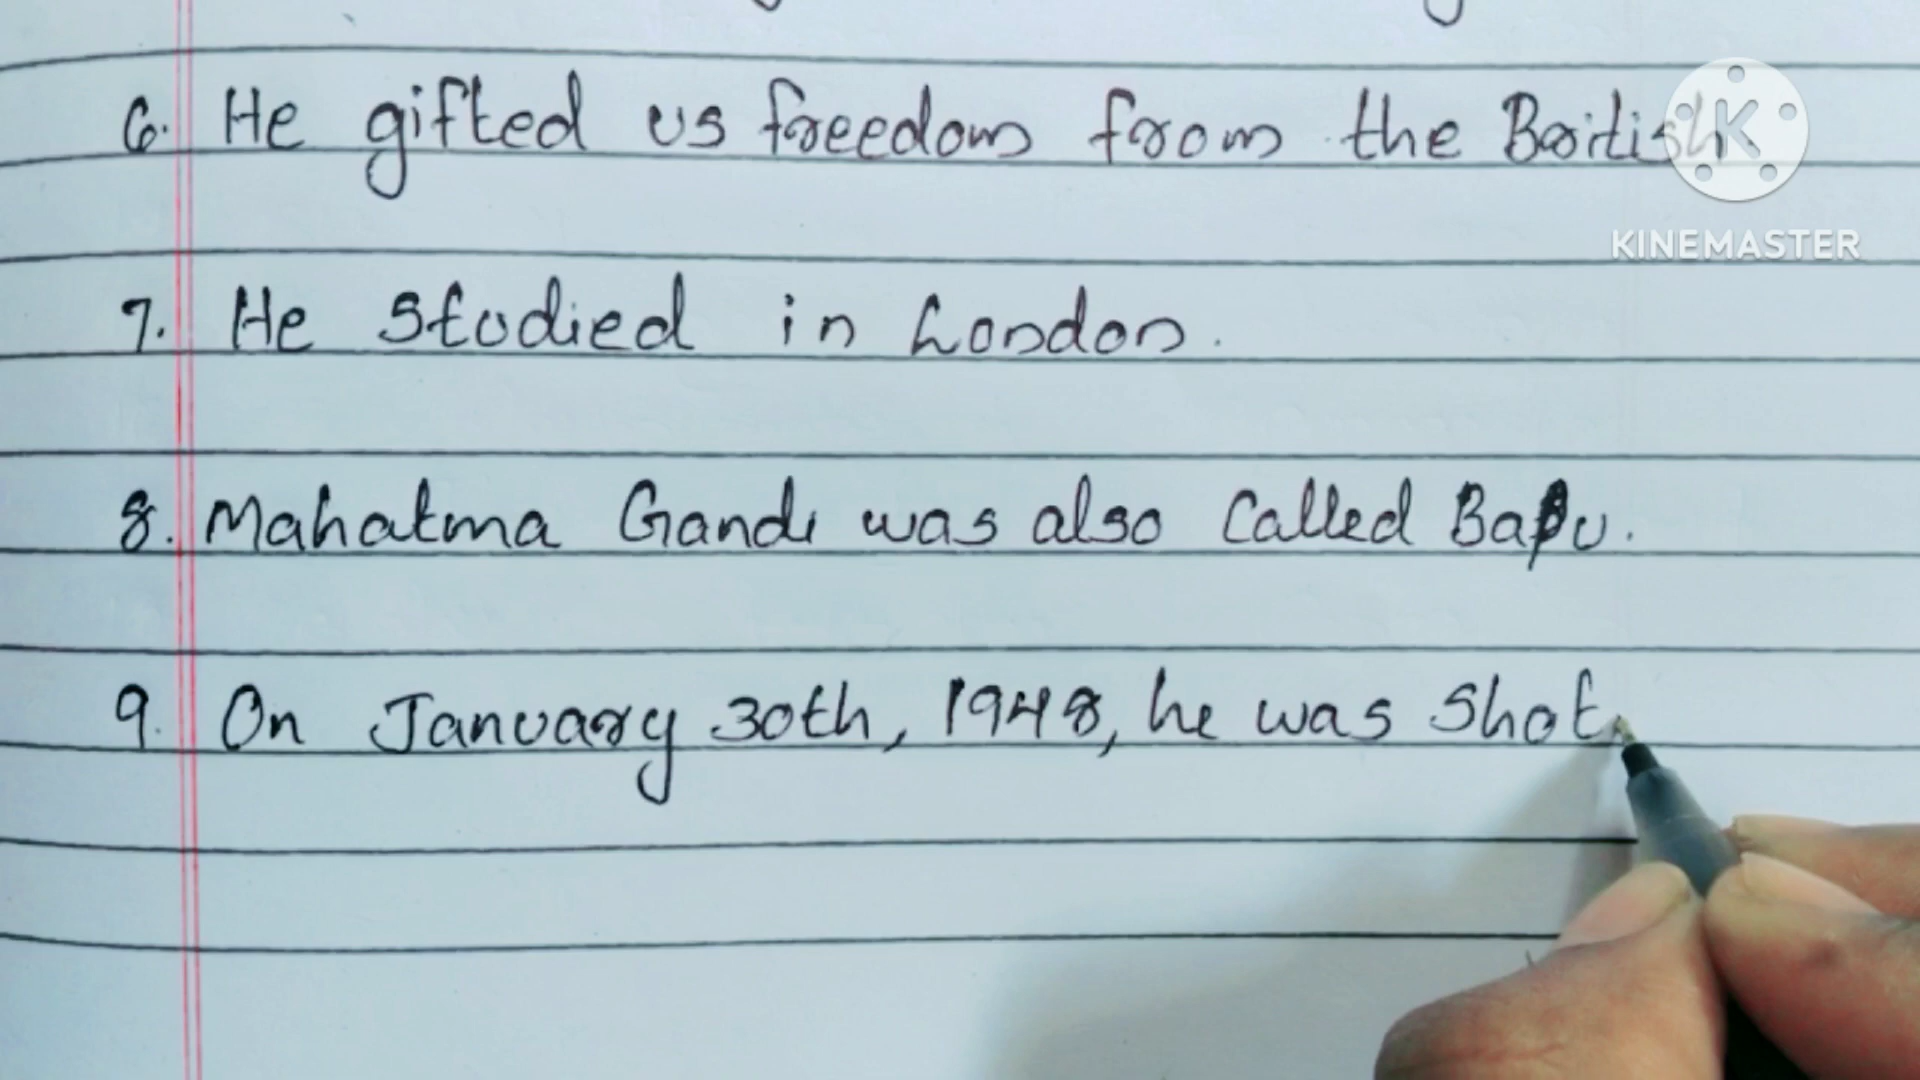 6. He gifted us freedom from the British
K
KINEMASTER
7. He studied in London.
8. Mahatma Gandi was also called Bapu.
9. On January 30th, 1948, he was shot